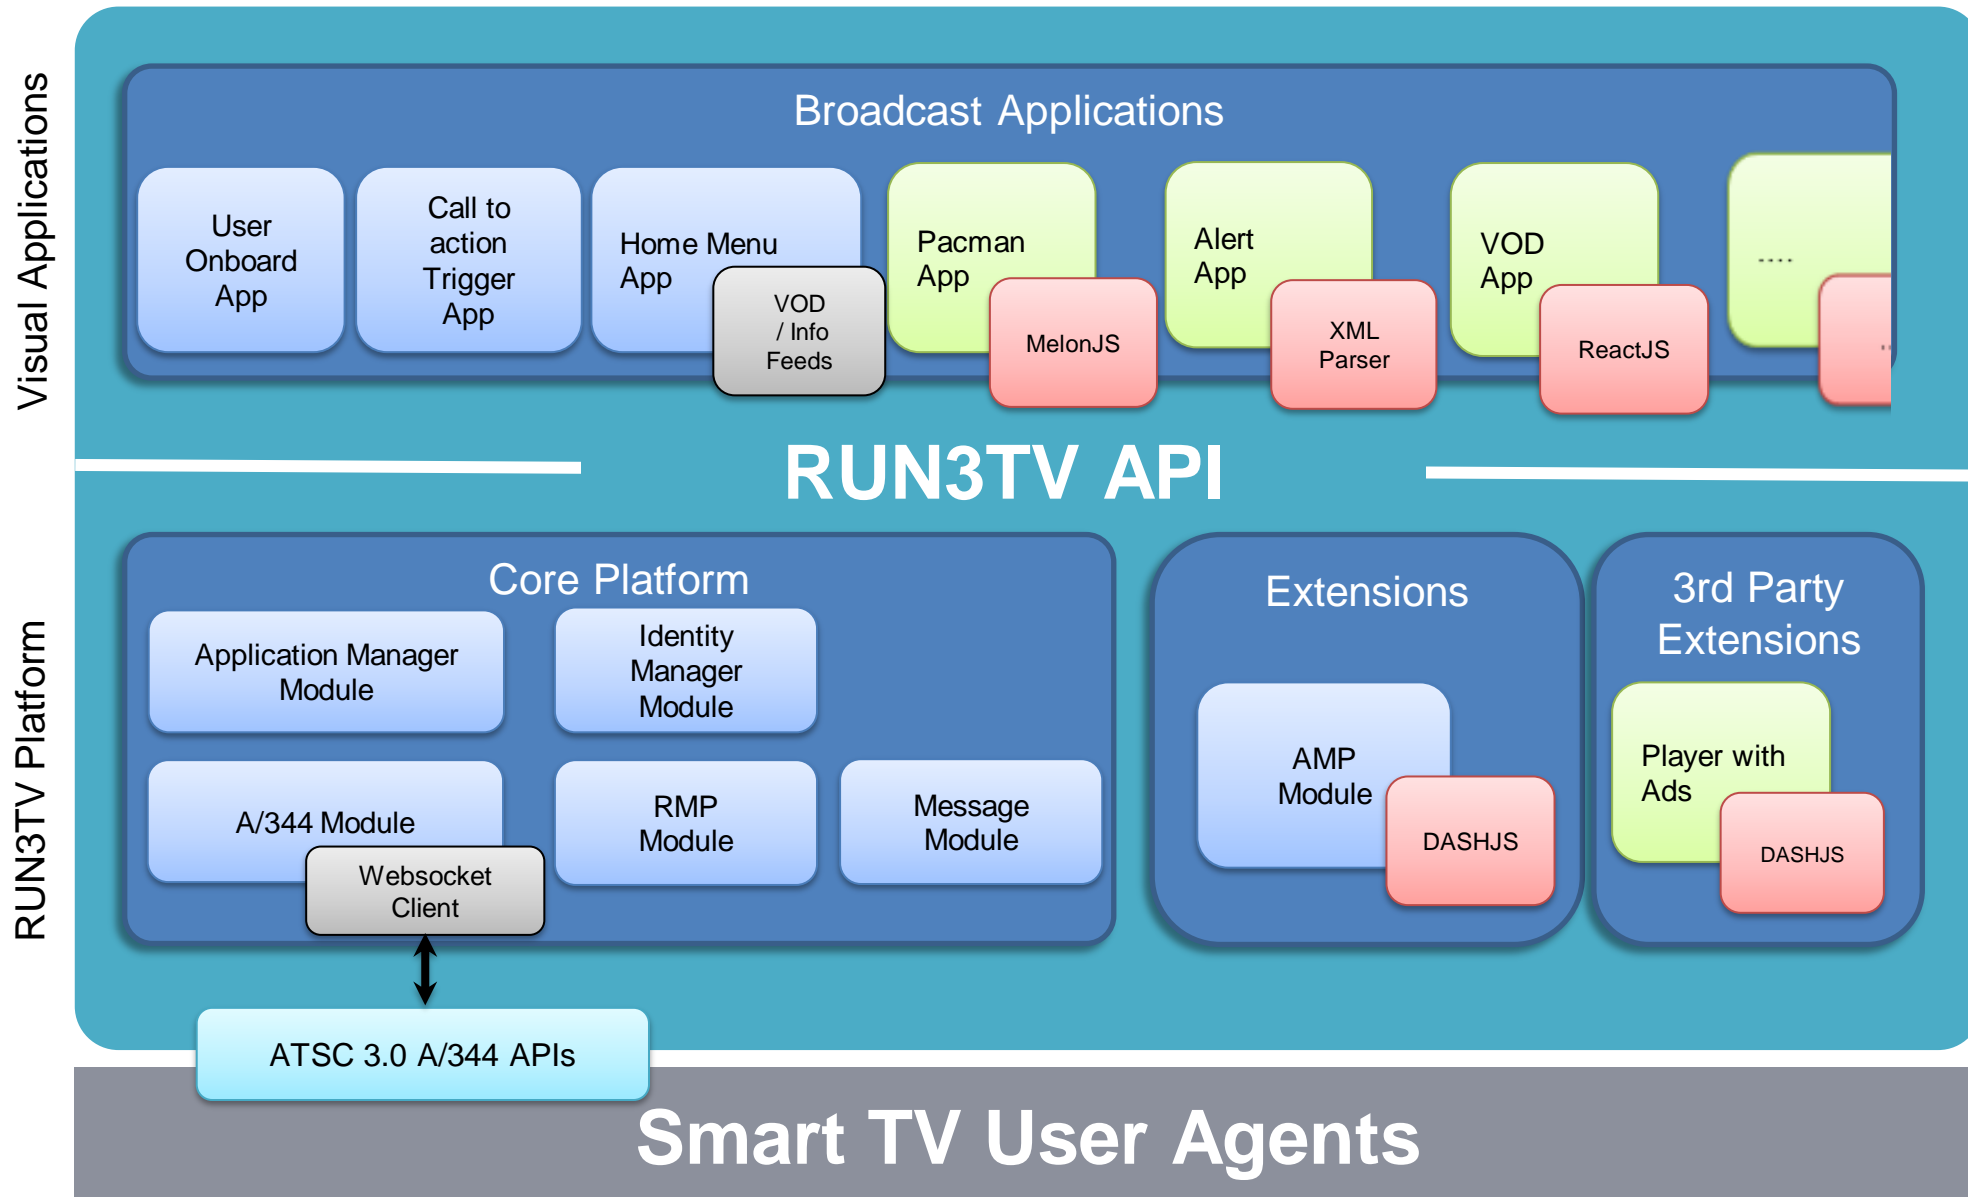 Visual Applications
Broadcast Applications
User
Onboard
App
Call to
action
Trigger
App
Home Menu
App
VOD
/ Info
Feeds
Pacman
App
MelonJS
Alert
App
XML
Parser
VOD
App
ReactJS
....
..
RUN3TV API
RUN3TV Platform
Core Platform
Application Manager
Module
Identity
Manager
Module
A/344 Module
Websocket
Client
RMP
Module
Message
Module
Extensions
AMP
Module
DASHJS
3rd Party
Extensions
Player with
Ads
DASHJS
ATSC 3.0 A/344 APIs
Smart TV User Agents